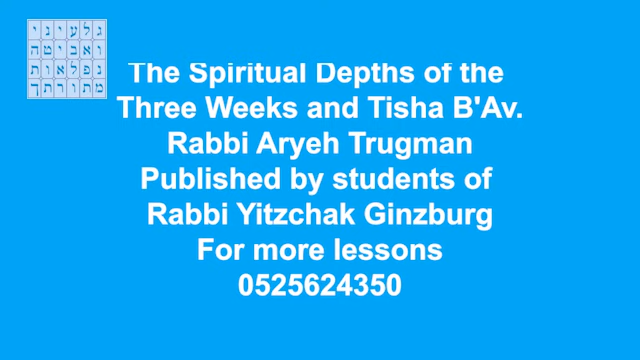 גלעיני
ואביטה
נפלאות
מתורתך
The Spiritual Depths of the
Three Weeks and Tisha B'Av.
Rabbi Aryeh Trugman
Published by students of
Rabbi Yitzchak Ginzburg
For more lessons
0525624350